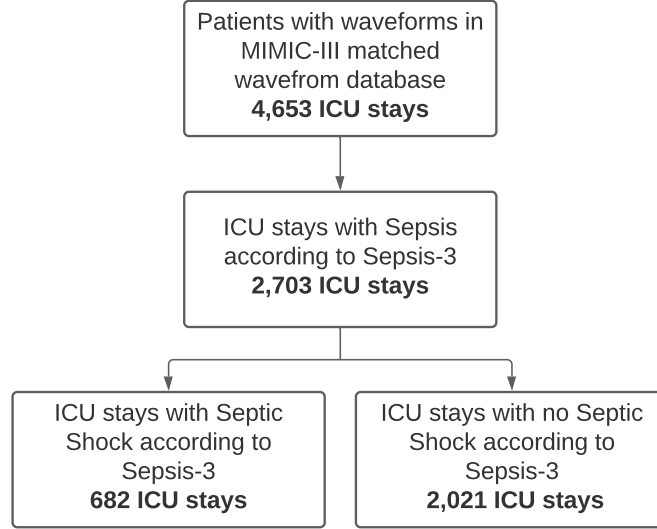 Patients with waveforms in
MIMIC-III matched
wavefrom database
4,653 ICU stays
ICU stays with Sepsis
according to Sepsis-3
2,703 ICU stays
ICU stays with Septic
Shock according to
Sepsis-3
682 ICU stays
ICU stays with no Septic
Shock according to
Sepsis-3
2,021 ICU stays